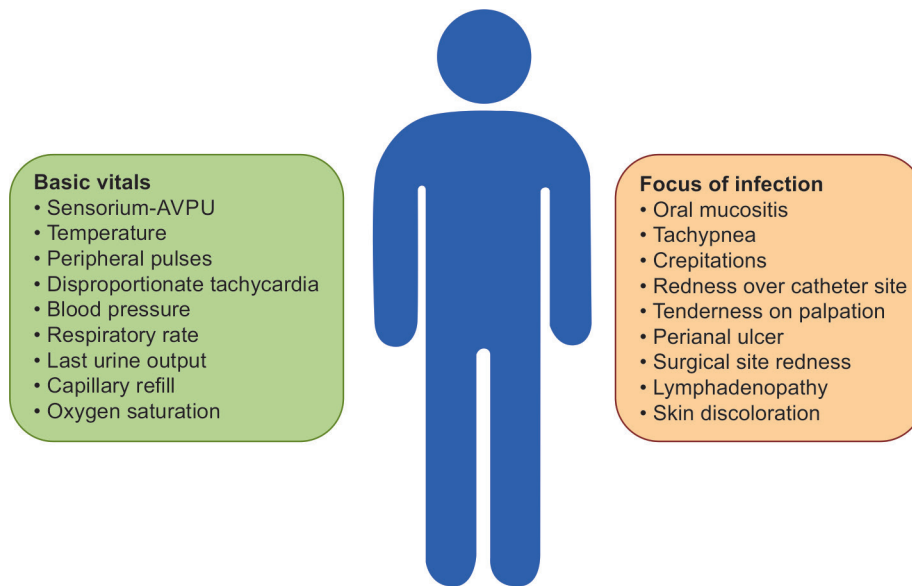 Basic vitals
• Sensorium-AVPU
• Temperature
• Peripheral pulses
• Disproportionate tachycardia
• Blood pressure
• Respiratory rate
• Last urine output
• Capillary refill
• Oxygen saturation
Focus of infection
• Oral mucositis
• Tachypnea
• Crepitations
• Redness over catheter site
• Tenderness on palpation
• Perianal ulcer
• Surgical site redness
• Lymphadenopathy
• Skin discoloration